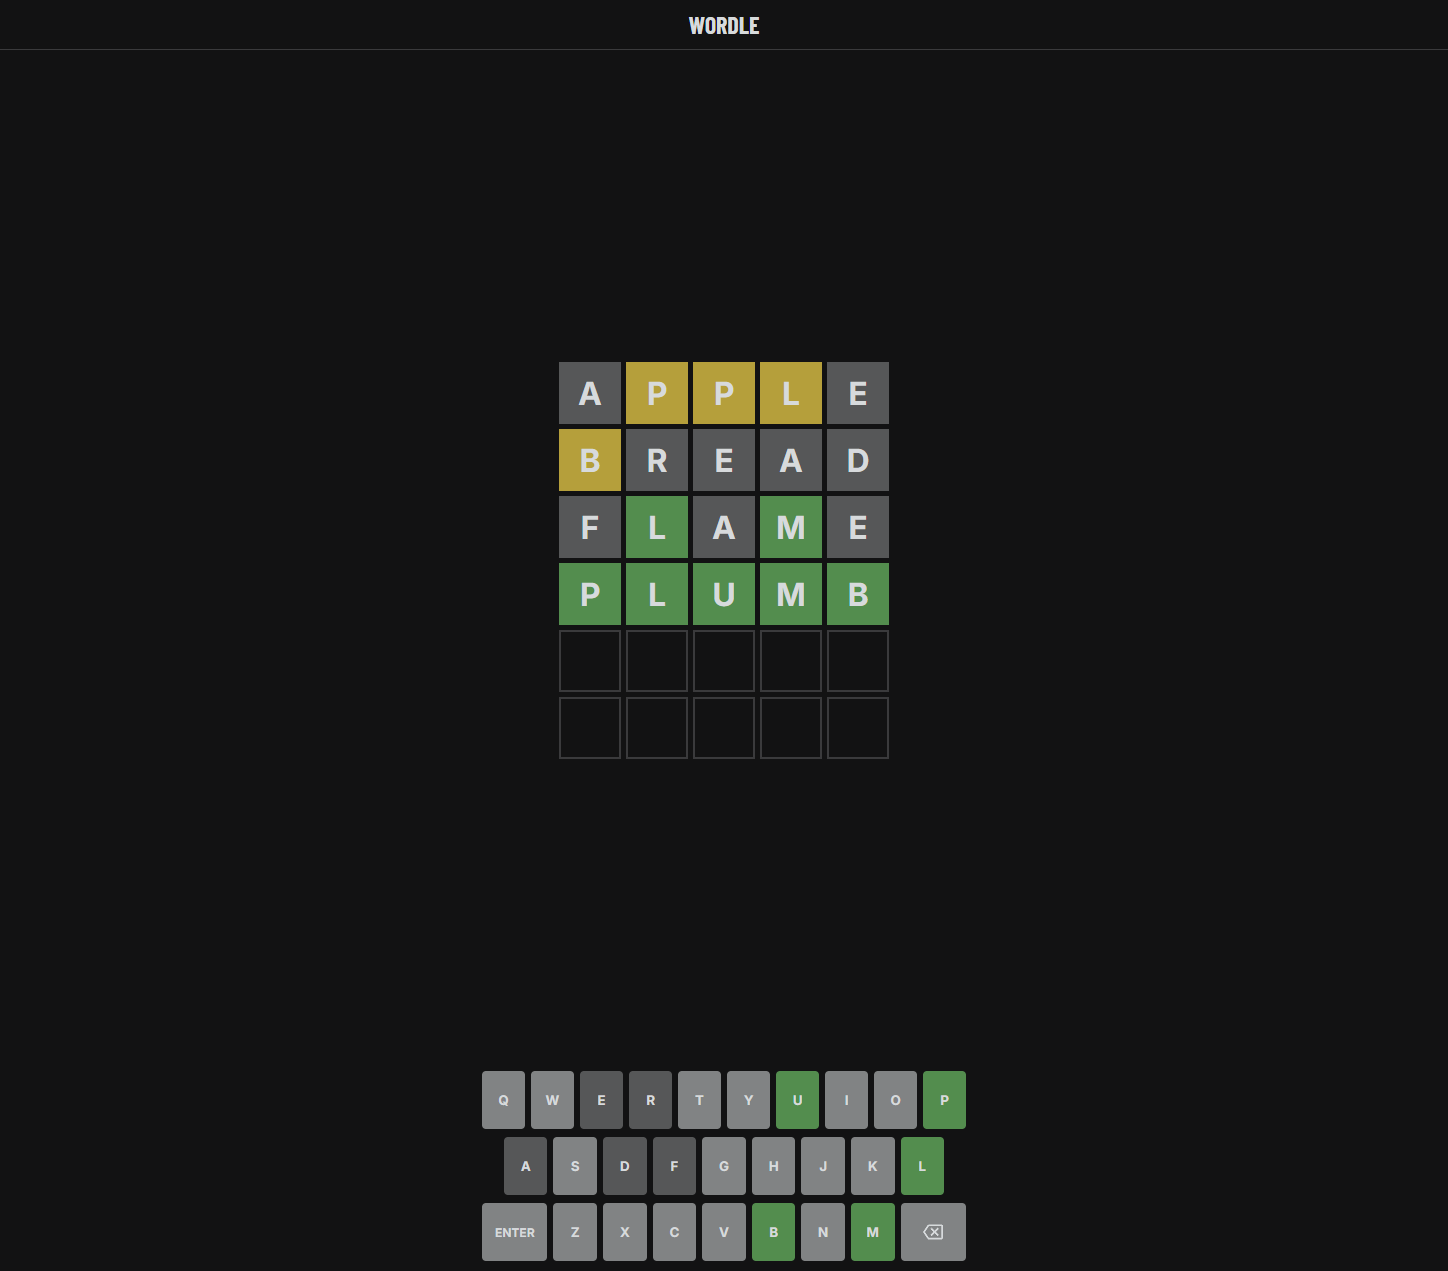 WORDLE
A P P L E
B R E A D
F L A M E
P L U M B
Q W E R T Y U I O P
A S D F G H J K L
ENTER Z X C V B N M